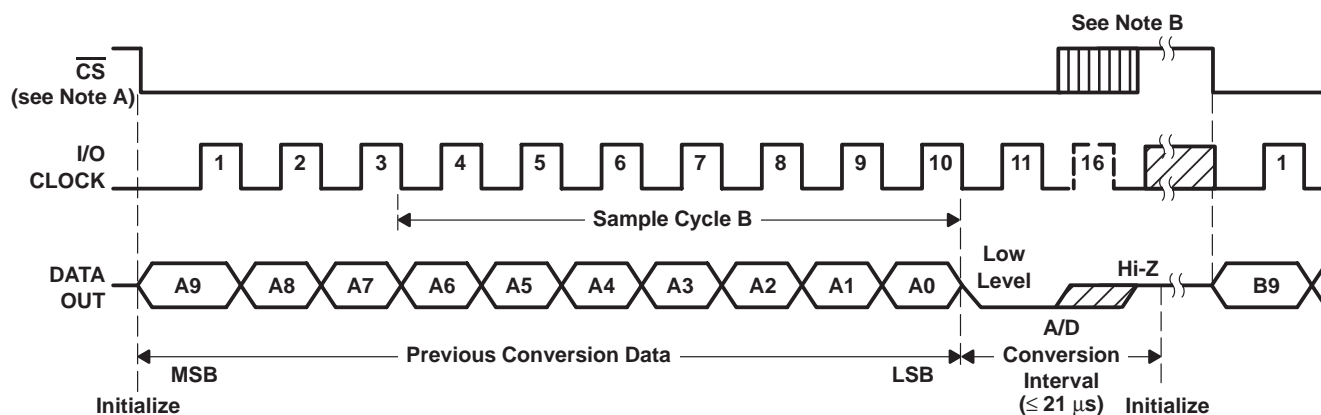 See Note B
CS
(see Note A)
I/O
CLOCK
1 2 3 4 5 6 7 8 9 10 11 16 1
Sample Cycle B
DATA
OUT
A9 A8 A7 A6 A5 A4 A3 A2 A1 A0
Low
Level
Hi-Z
B9
Previous Conversion Data
MSB
LSB
A/D
Conversion
Interval
(≤ 21 μs)
Initialize
Initialize